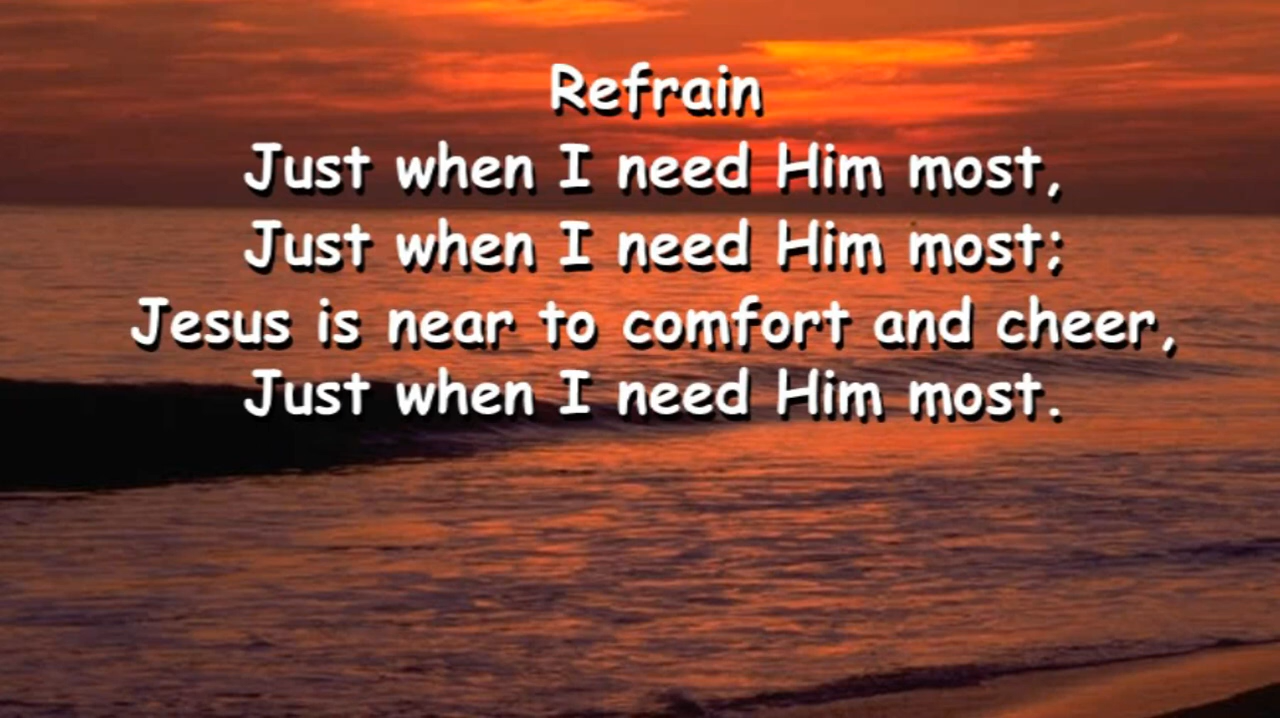 Refrain
Just when I need Him most,
Just when I need Him most;
Jesus is near to comfort and cheer,
Just when I need Him most.